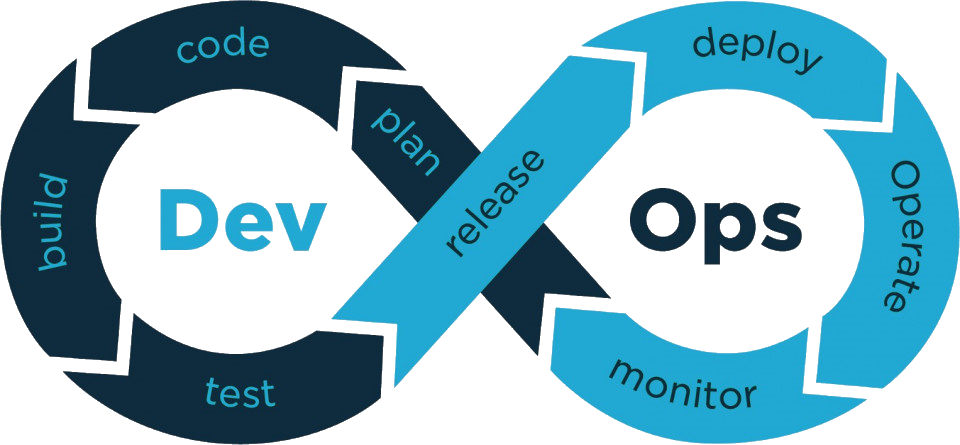 code
deploy
plan
release
build
Dev
Ops
Operate
test
monitor